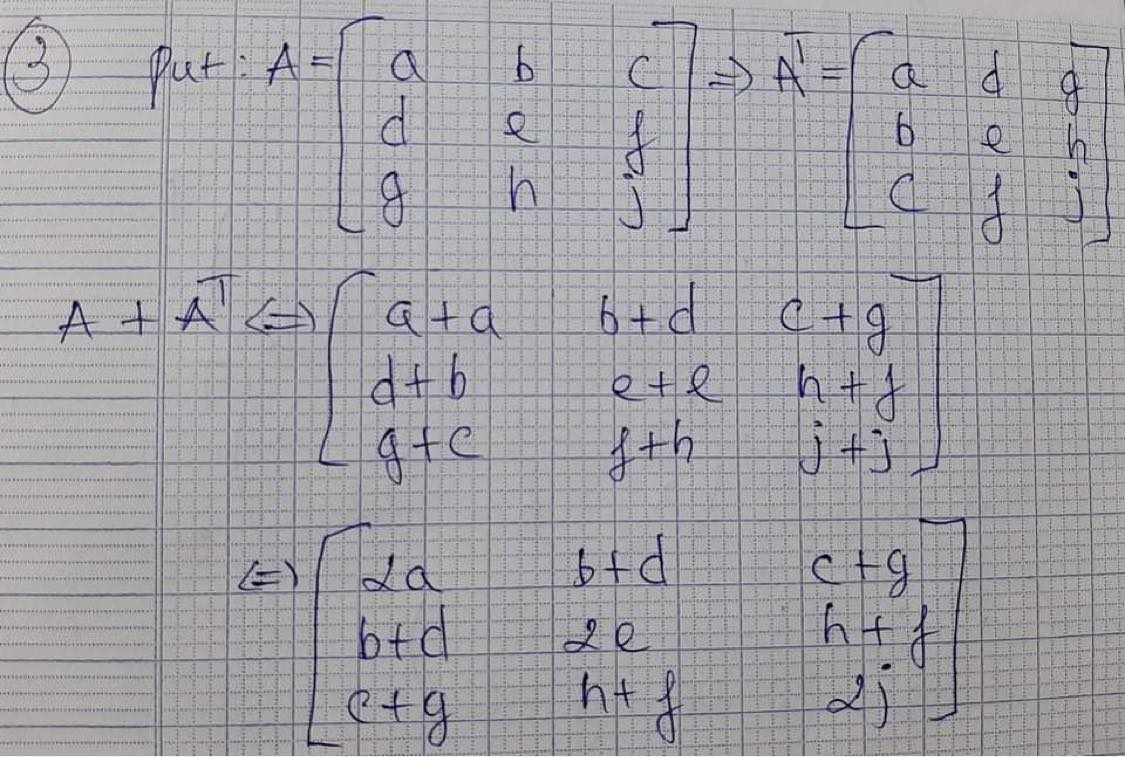 ③ Put : A = [ a b c ⇒ Aᵀ = [ a d g ]
d e f ] b e h
g h j c f j
A + Aᵀ ⇔ [ a+a b+d c+g ]
d+b e+e h+f
g+c f+h j+j
⇔ [ 2a b+d c+g ]
b+d 2e h+f
c+g h+f 2j